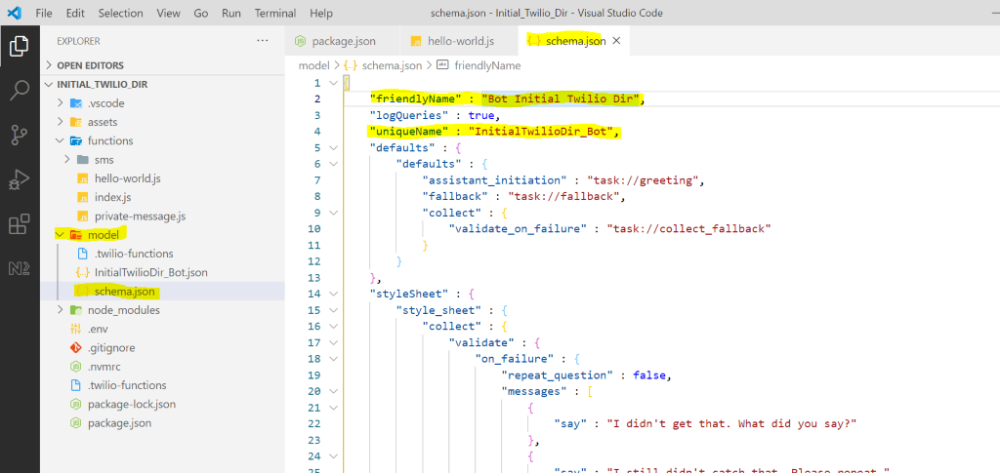 File Edit Selection View Go Run Terminal Help schema.json - Initial_Twilio_Dir - Visual Studio Code
EXPLORER ···
OPEN EDITORS
INITIAL_TWILIO_DIR
.vscode
assets
functions
sms
hello-world.js
index.js
private-message.js
model
.twilio-functions
InitialTwilioDir_Bot.json
schema.json
node_modules
.env
.gitignore
.nvmrc
.twilio-functions
package-lock.json
package.json
package.json hello-world.js {..} schema.json ×
model > {..} schema.json > abc friendlyName
1 {
2 "friendlyName" : "Bot Initial Twilio Dir",
3 "logQueries" : true,
4 "uniqueName" : "InitialTwilioDir_Bot",
5 "defaults" : {
6 "defaults" : {
7 "assistant_initiation" : "task://greeting",
8 "fallback" : "task://fallback",
9 "collect" : {
10 "validate_on_failure" : "task://collect_fallback"
11 }
12 }
13 },
14 "styleSheet" : {
15 "style_sheet" : {
16 "collect" : {
17 "validate" : {
18 "on_failure" : {
19 "repeat_question" : false,
20 "messages" : [
21 {
22 "say" : "I didn't get that. What did you say?"
23 },
24 {
25 "say" : "I still didn't catch that. Please repeat."